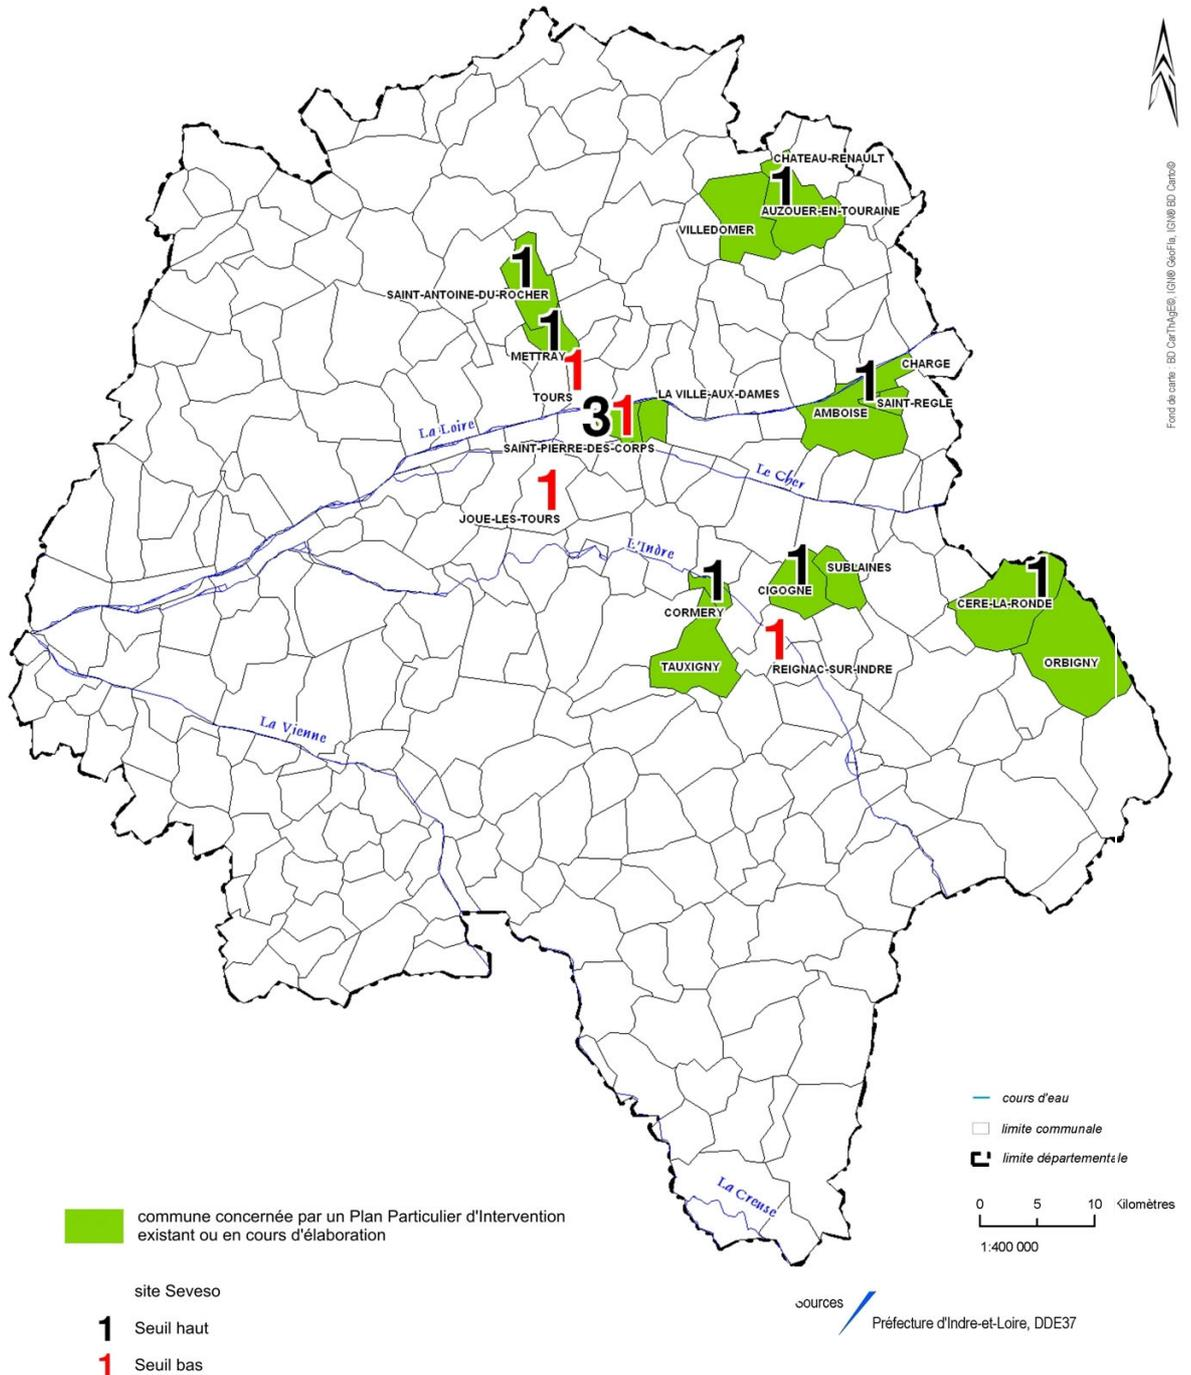 CHATEAU-RENAULT
1
AUZOUER-EN-TOURAINE
VILLEDOMER
1
SAINT-ANTOINE-DU-ROCHER
1
METTRAY
1
CHARGE
1
TOURS
LA VILLE-AUX-DAMES
SAINT-REGLE
AMBOISE
3
1
La Loire
SAINT-PIERRE-DES-CORPS
Le Cher
1
JOUE-LES-TOURS
L'Indre
1
SUBLAINES
CIGOGNE
1
CERE-LA-RONDE
1
CORMERY
1
ORBIGNY
TAUXIGNY
REIGNAC-SUR-INDRE
La Vienne
La Creuse
Fond de carte : BD CarThAgE®, IGN® GéoFla, IGN® BD Carto®
cours d'eau
limite communale
limite départementale
0 5 10 Kilomètres
1:400 000
commune concernée par un Plan Particulier d'Intervention
existant ou en cours d'élaboration
site Seveso
1 Seuil haut
1 Seuil bas
Sources
Préfecture d'Indre-et-Loire, DDE37